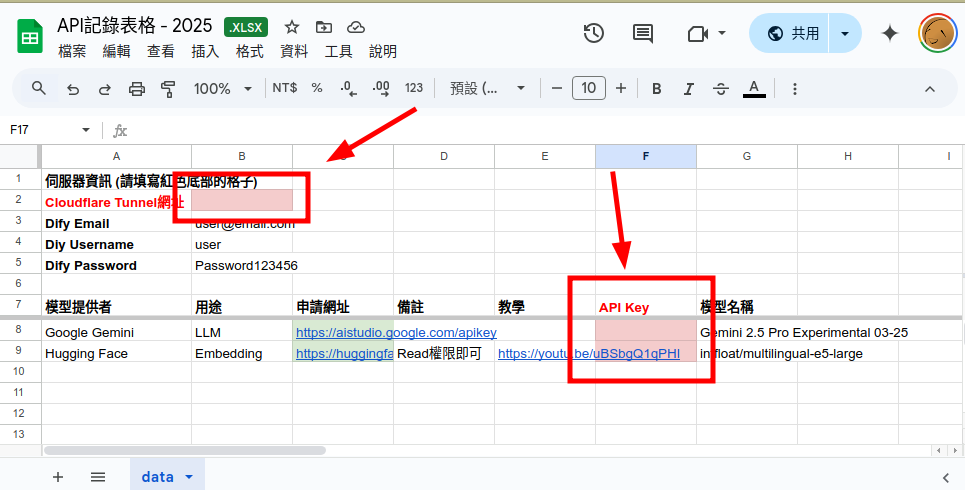 API記錄表格 - 2025 .XLSX
檔案 編輯 查看 插入 格式 資料 工具 說明
共用
100% NT$ % .0 .00 123 預設 (... 10 B I S A
F17 fx
A B C D E F G H I
1 伺服器資訊 (請填寫紅色底部的格子)
2 Cloudflare Tunnel網址
3 Dify Email user@email.com
4 Diy Username user
5 Dify Password Password123456
6
7 模型提供者 用途 申請網址 備註 教學 API Key 模型名稱
8 Google Gemini LLM https://aistudio.google.com/apikey Gemini 2.5 Pro Experimental 03-25
9 Hugging Face Embedding https://huggingfa Read權限即可 https://youtu.be/uBSbgQ1qPHI intfloat/multilingual-e5-large
10
11
12
13
data